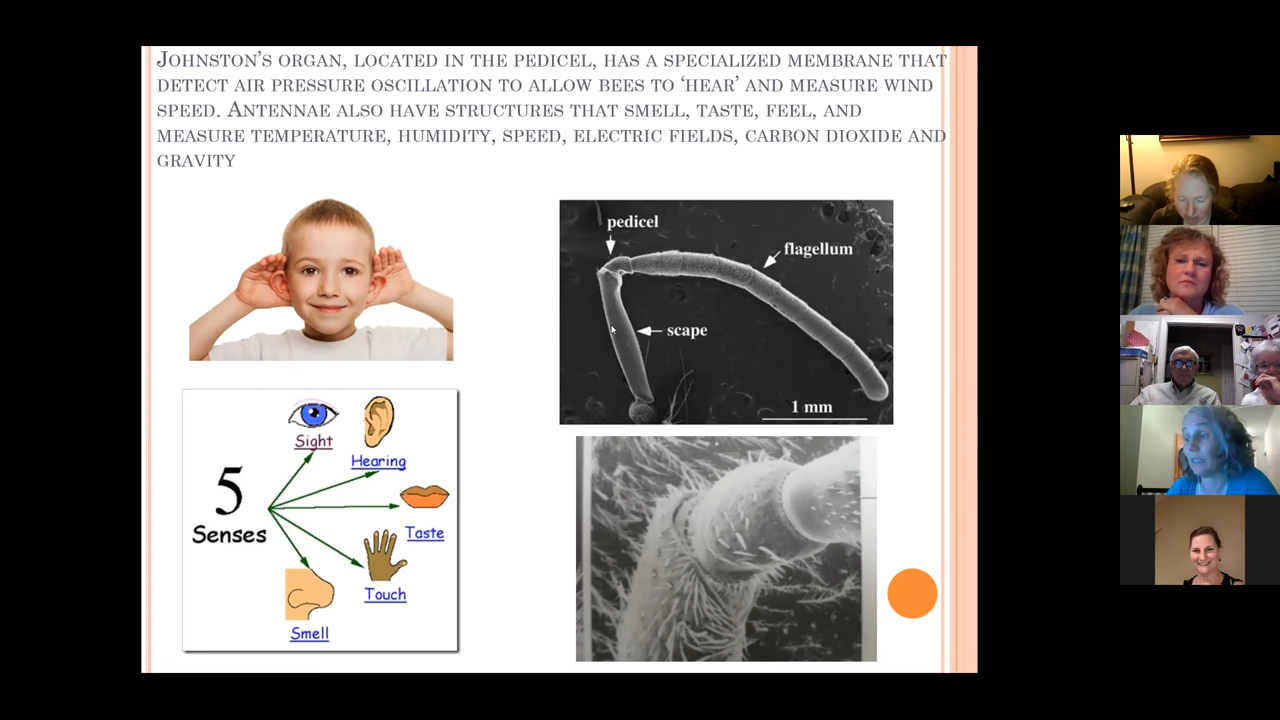 Johnston's organ, located in the pedicel, has a specialized membrane that
detect air pressure oscillation to allow bees to 'hear' and measure wind
speed. Antennae also have structures that smell, taste, feel, and
measure temperature, humidity, speed, electric fields, carbon dioxide and
gravity
pedicel
flagellum
scape
1 mm
5
Senses
Sight
Hearing
Taste
Touch
Smell